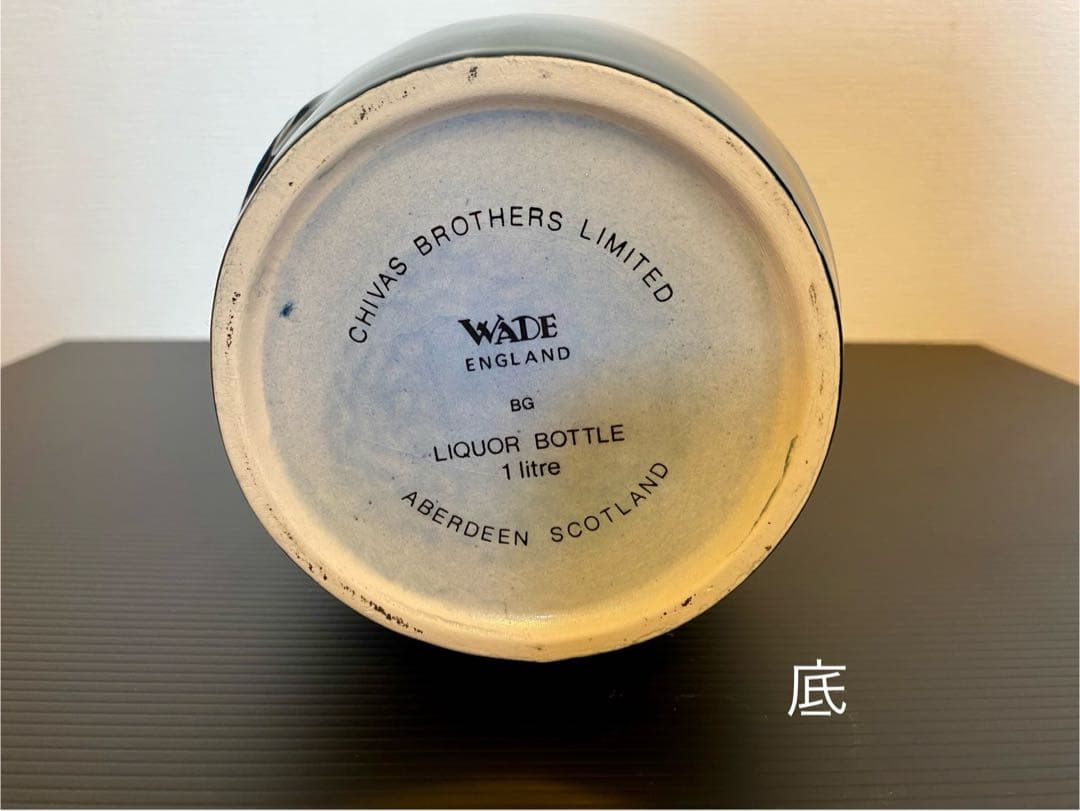 CHIVAS BROTHERS LIMITED
WADE
ENGLAND
BG
LIQUOR BOTTLE
1 litre
ABERDEEN SCOTLAND
底